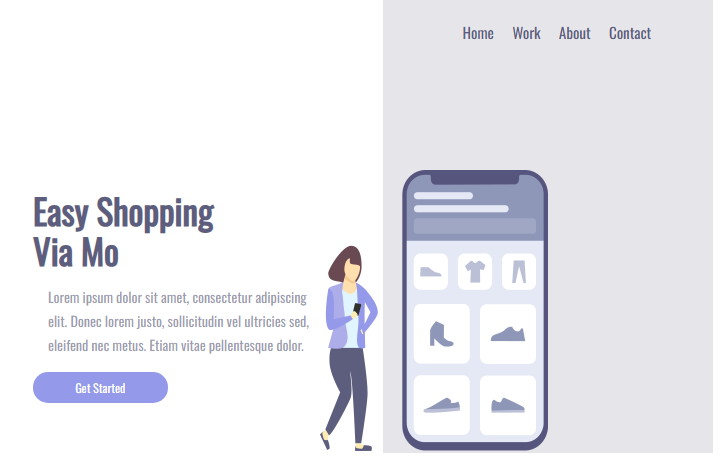 Home Work About Contact
Easy Shopping
Via Mo
Lorem ipsum dolor sit amet, consectetur adipiscing
elit. Donec lorem justo, sollicitudin vel ultricies sed,
eleifend nec metus. Etiam vitae pellentesque dolor.
Get Started